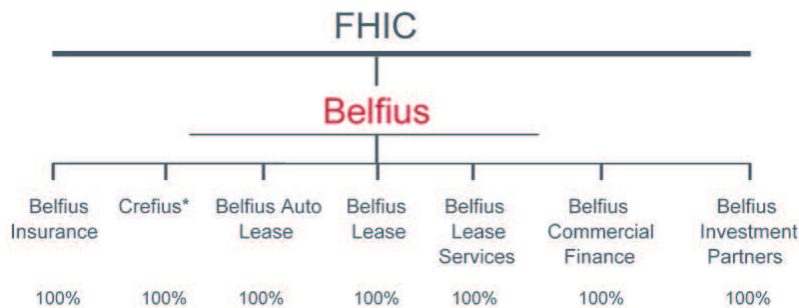 FHIC
Belfius
Belfius Insurance
Crefius*
Belfius Auto Lease
Belfius Lease
Belfius Lease Services
Belfius Commercial Finance
Belfius Investment Partners
100% 100% 100% 100% 100% 100% 100%